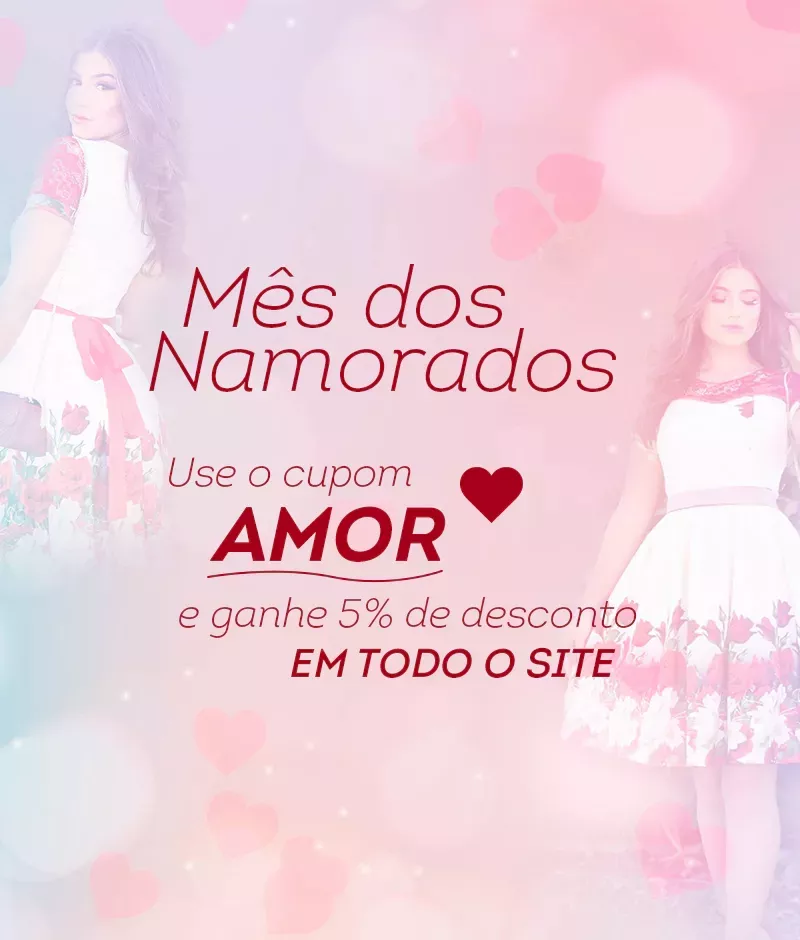 Mês dos
Namorados
Use o cupom
AMOR
e ganhe 5% de desconto
EM TODO O SITE